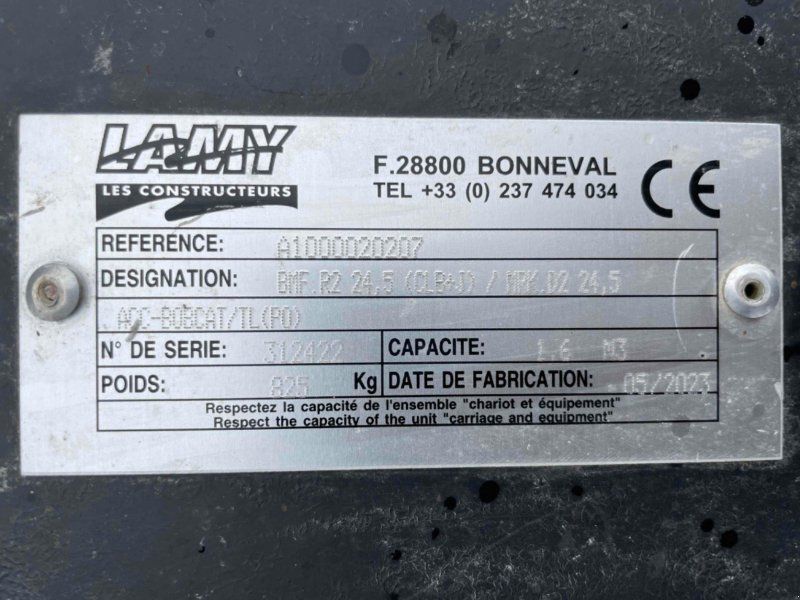 LAMY
LES CONSTRUCTEURS
F.28800 BONNEVAL
TEL +33 (0) 237 474 034
CE
REFERENCE: A1000020207
DESIGNATION: BMF.R2 24,5 (CLB+J) / MRK.D2 24,5
ACC-BOBCAT/TL(PO)
N° DE SERIE: 312422 CAPACITE: 1.6 M3
POIDS: 825 Kg DATE DE FABRICATION: 05/2023
Respectez la capacité de l'ensemble "chariot et équipement"
Respect the capacity of the unit "carriage and equipment"